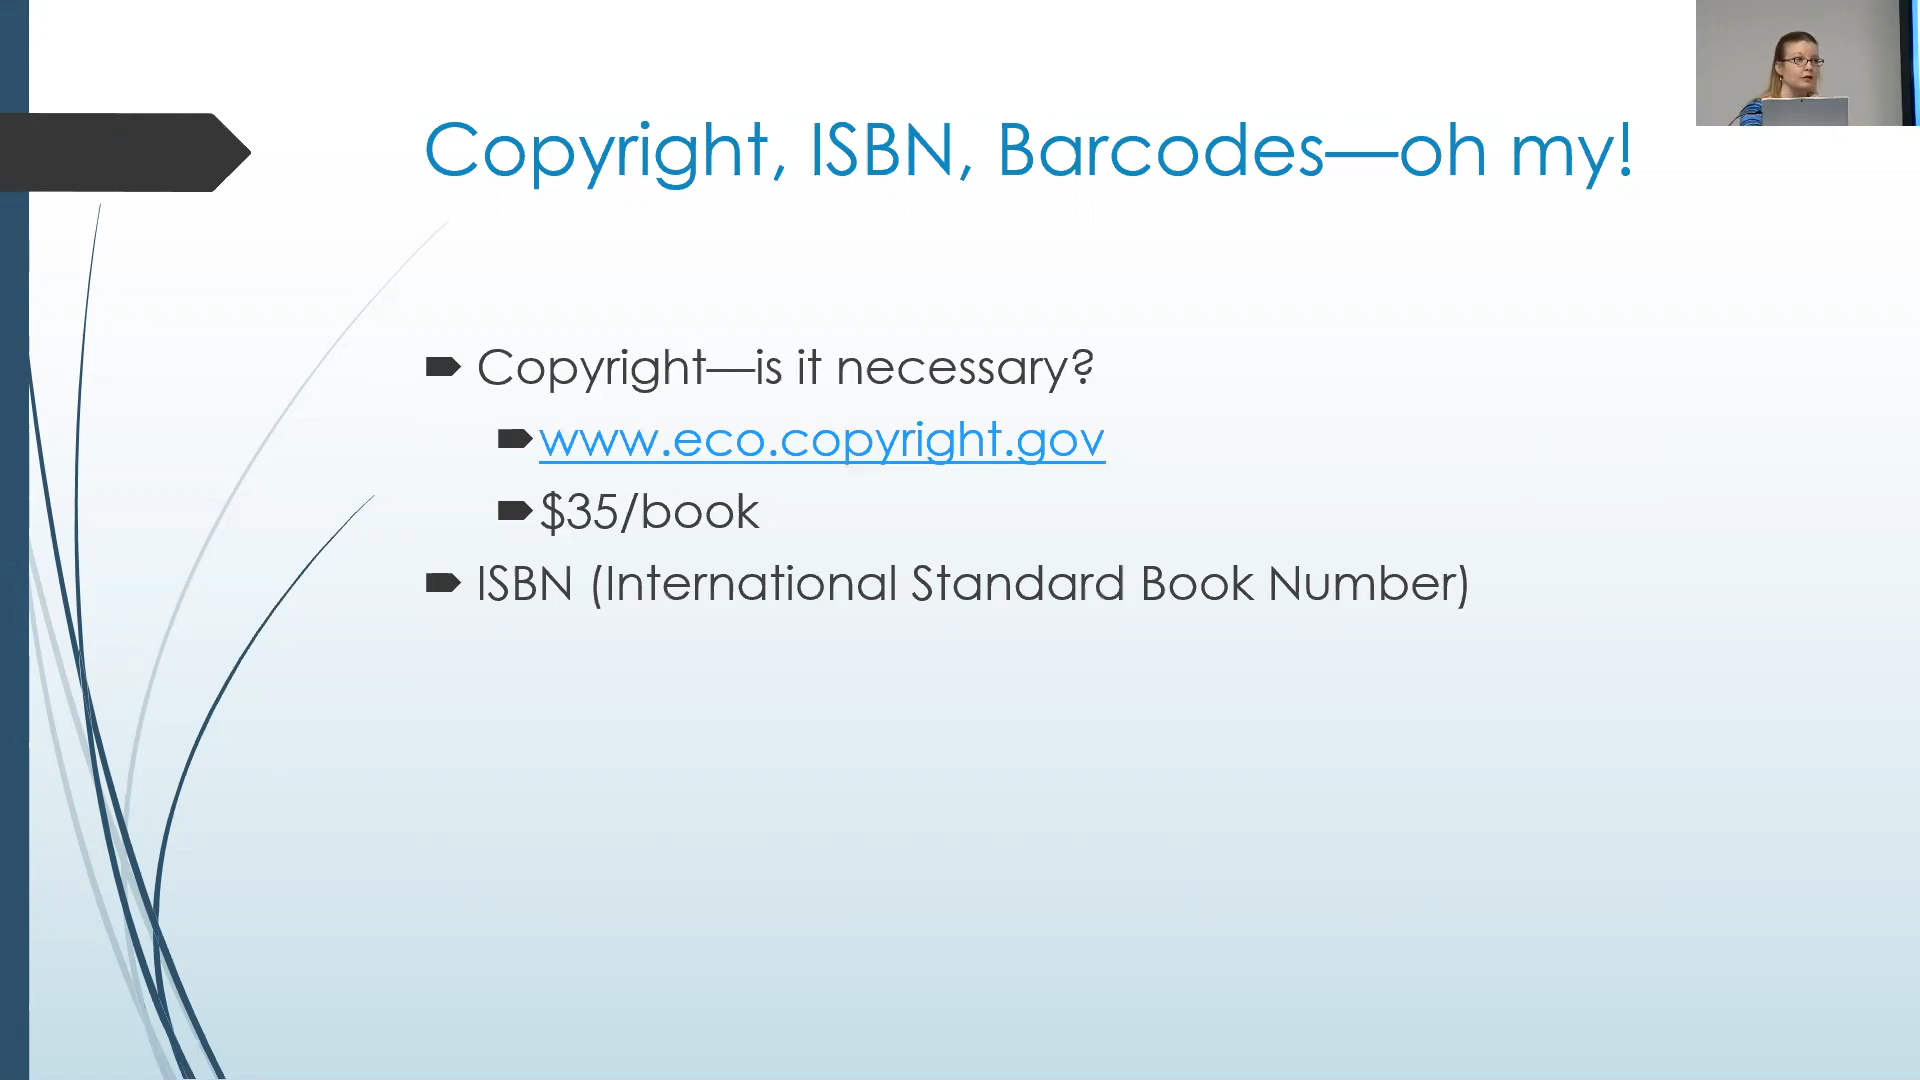 Copyright, ISBN, Barcodes—oh my!
Copyright—is it necessary?
www.eco.copyright.gov
$35/book
ISBN (International Standard Book Number)